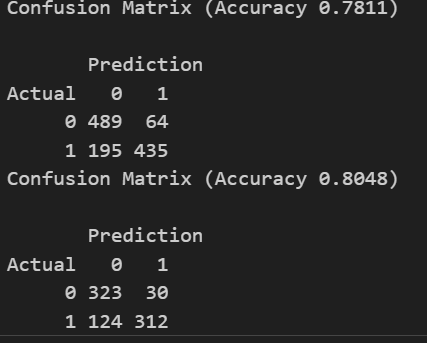 Confusion Matrix (Accuracy 0.7811)
Prediction
Actual 0 1
0 489 64
1 195 435
Confusion Matrix (Accuracy 0.8048)
Prediction
Actual 0 1
0 323 30
1 124 312